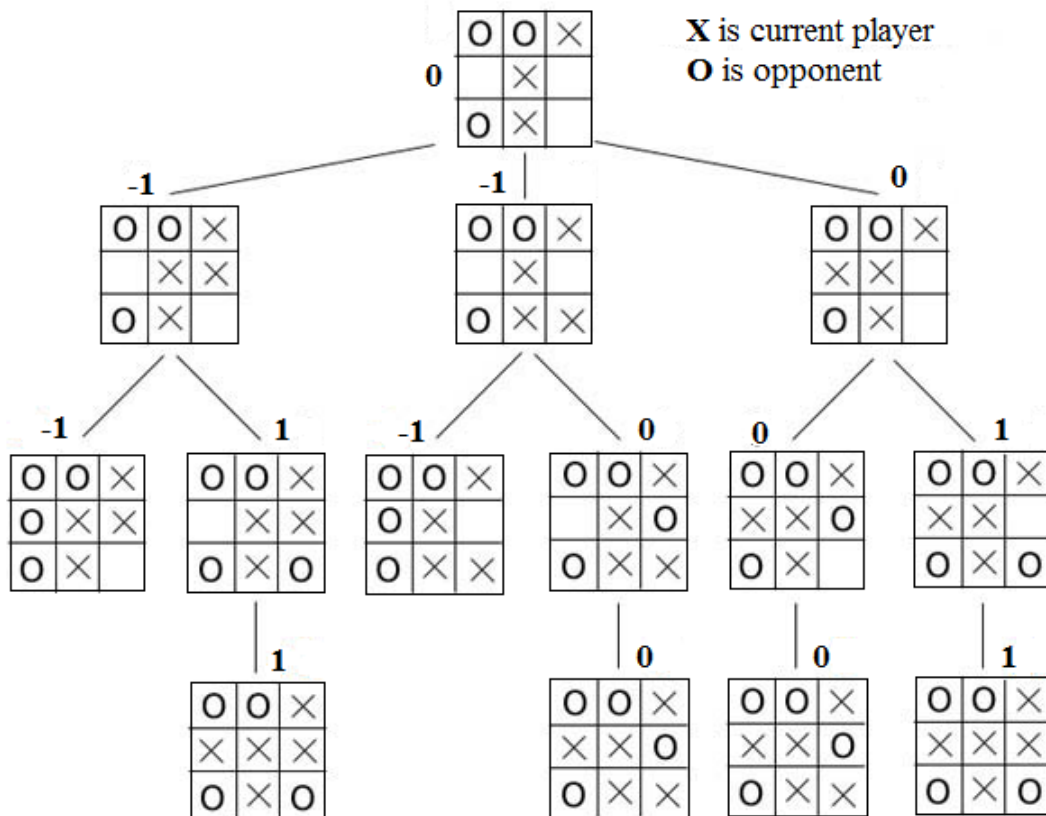 O O × X is current player
0 × O is opponent
O ×
-1 -1 0
O O × O O × O O ×
× × × × ×
O × O × × O ×
-1 1 -1 0 0 1
O O × O O × O O × O O × O O × O O ×
O × × × × O × × O × × O × ×
O × O × O O × × O × × O × O × O
1 0 0 1
O O × O O × O O × O O ×
× × × × × O × × O × × ×
O × O O × × O × × O × O